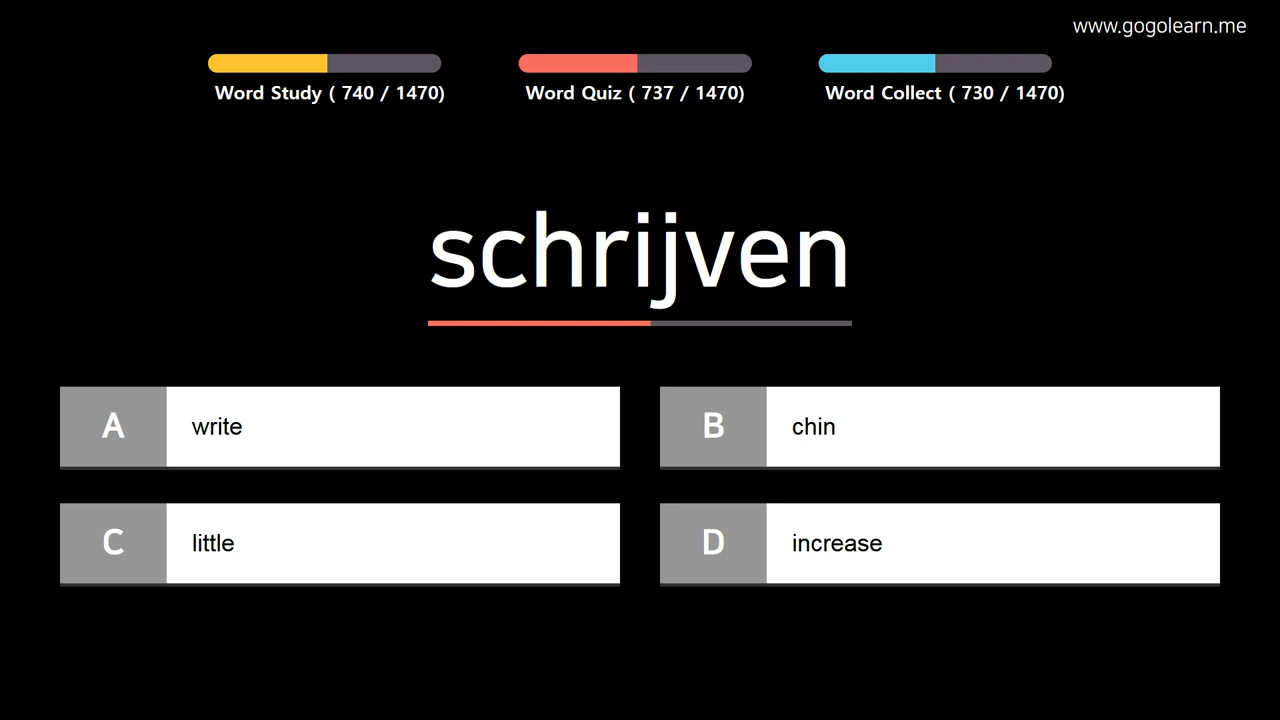 www.gogolearn.me
Word Study ( 740 / 1470)
Word Quiz ( 737 / 1470)
Word Collect ( 730 / 1470)
schrijven
A write
B chin
C little
D increase